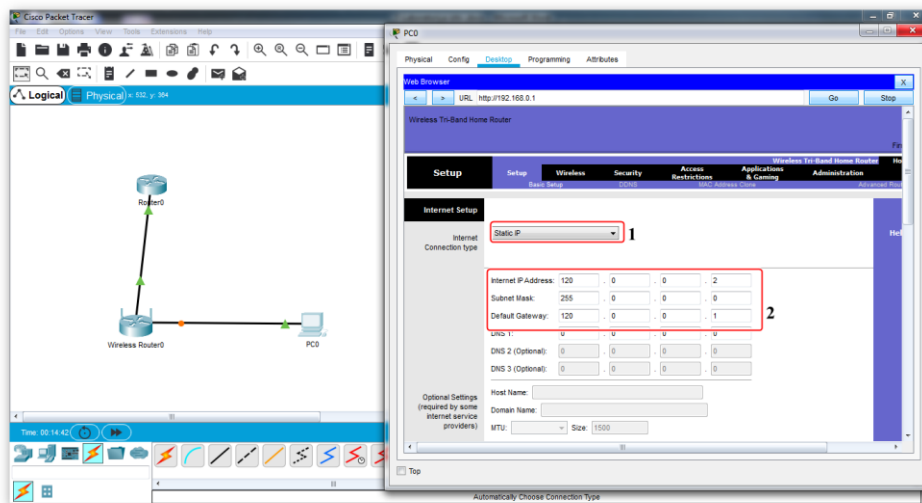 Cisco Packet Tracer
File Edit Options View Tools Extensions Help
Logical Physical x: 532, y: 364
Router0
Wireless Router0
PC0
Time: 00:14:42
Automatically Choose Connection Type
PC0
Physical Config Desktop Programming Attributes
Web Browser X
< > URL http://192.168.0.1 Go Stop
Wireless Tri-Band Home Router
Wireless Tri-Band Home Router
Setup
Setup Wireless Security Access Restrictions Applications & Gaming Administration
Basic Setup DDNS MAC Address Clone
Internet Setup
Internet Connection type
Static IP 1
Internet IP Address: 120 . 0 . 0 . 2
Subnet Mask: 255 . 0 . 0 . 0
Default Gateway: 120 . 0 . 0 . 1
2
DNS 1: 0 . 0 . 0 . 0
DNS 2 (Optional): 0 . 0 . 0 . 0
DNS 3 (Optional): 0 . 0 . 0 . 0
Optional Settings
(required by some
internet service
providers)
Host Name:
Domain Name:
MTU: Size: 1500
Top